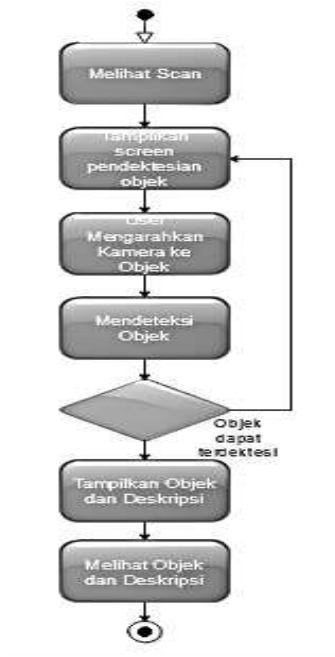 Melihat Scan
Tampilkan
screen
pendektesian
objek
User
Mengarahkan
Kamera ke
Objek
Mendeteksi
Objek
Objek
dapat
terdektesi
Tampilkan Objek
dan Deskripsi
Melihat Objek
dan Deskripsi